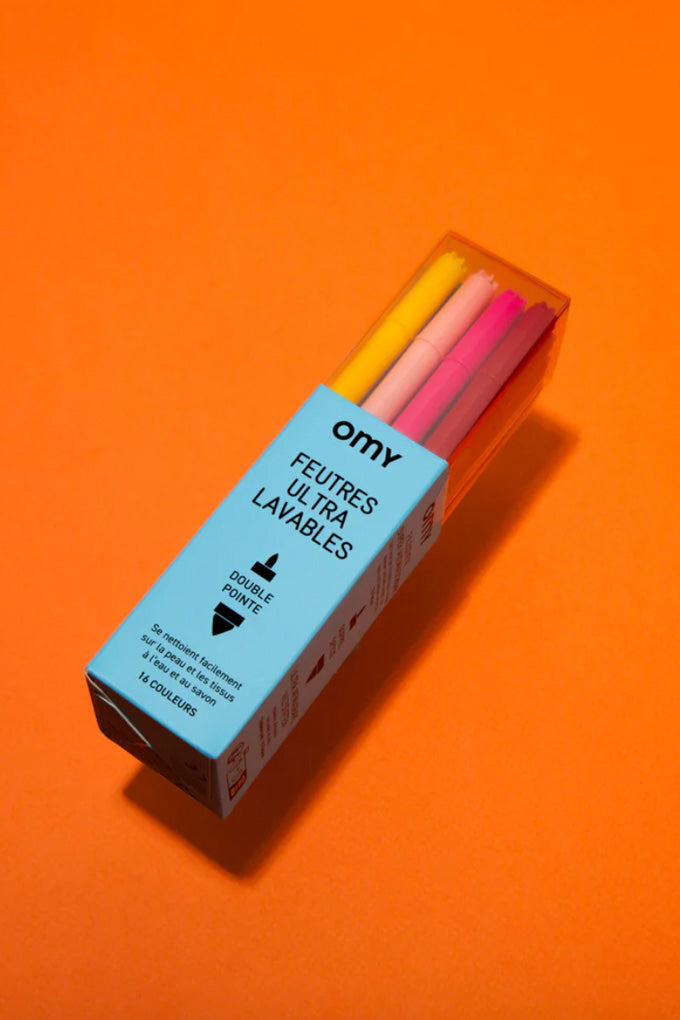 omy
FEUTRES
ULTRA
LAVABLES
DOUBLE
POINTE
Se nettoient facilement
sur la peau et les tissus
à l'eau et au savon
16 COULEURS
omy